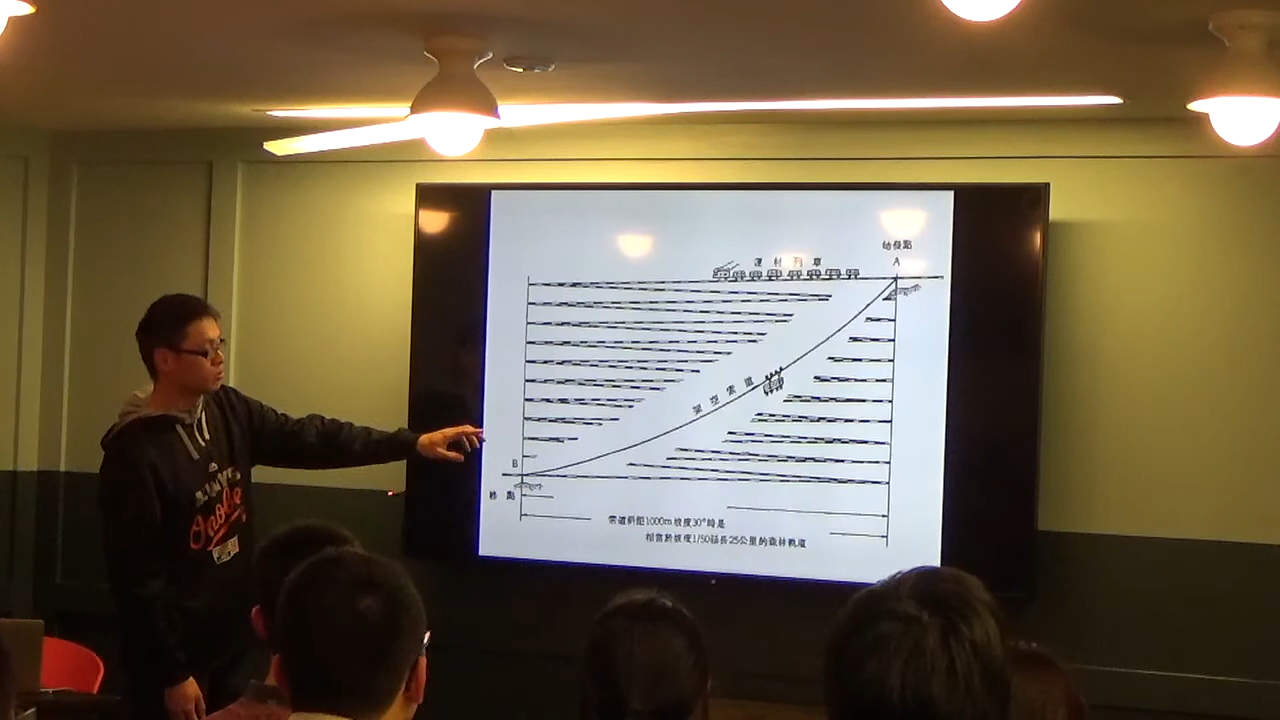 始發點
A
運材列車
架空索道
B
終點
索道斜距1000m坡度30°時是
相當於坡度1/50延長25公里的森林軌道
Orioles